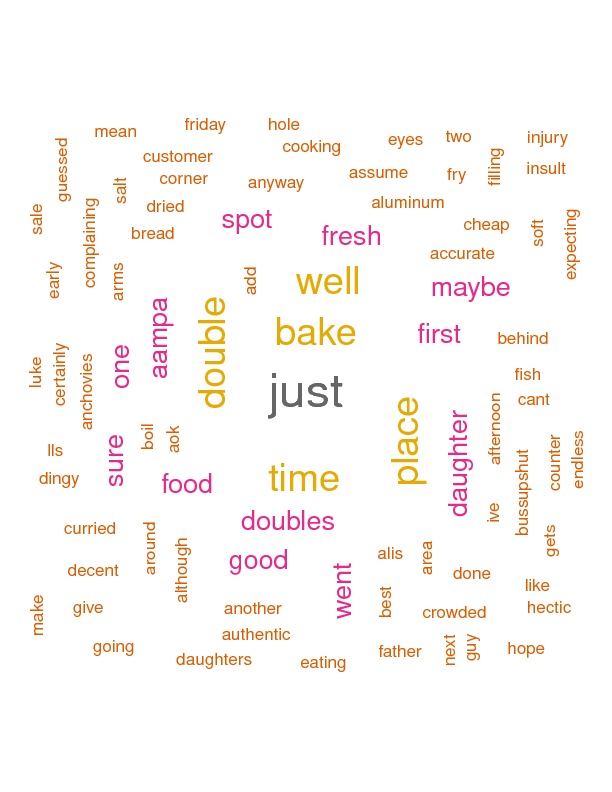 friday
hole
mean
cooking
eyes
two
injury
guessed
customer
filling
corner
anyway
assume
fry
insult
salt
dried
aluminum
sale
complaining
bread
spot
fresh
cheap
soft
expecting
accurate
early
arms
add
well
maybe
aampa
double
bake
first
behind
luke
certainly
anchovies
one
just
fish
cant
place
daughter
afternoon
sure
boil
aok
lls
dingy
food
time
ive
bussupshut
counter
endless
doubles
curried
around
although
good
went
alis
area
gets
decent
done
like
make
give
another
best
crowded
hectic
authentic
going
daughters
eating
father
next
guy
hope